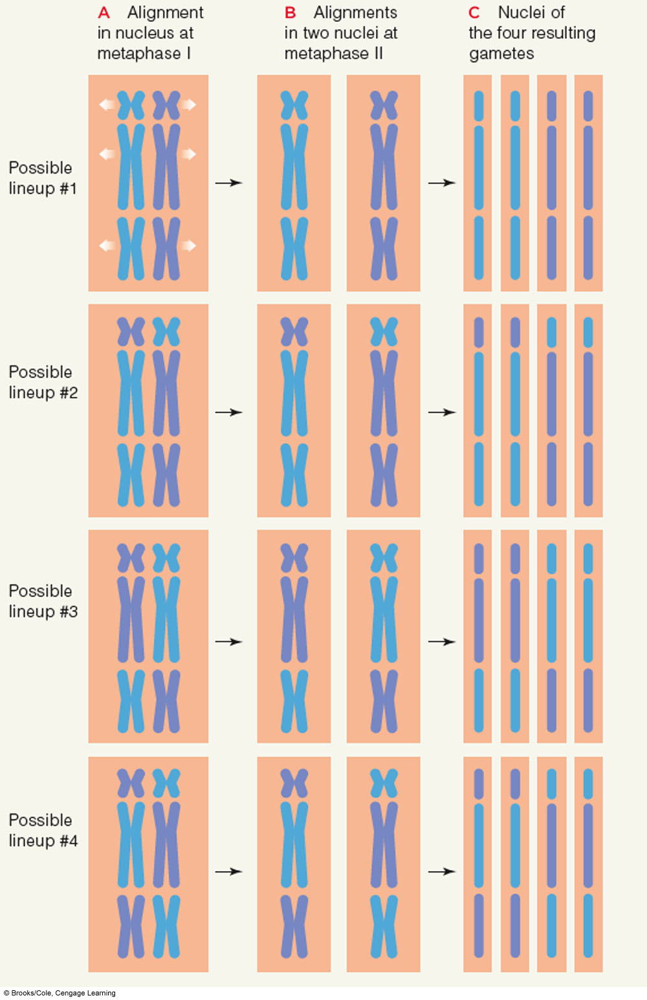 A Alignment
in nucleus at
metaphase I
B Alignments
in two nuclei at
metaphase II
C Nuclei of
the four resulting
gametes
Possible
lineup #1
Possible
lineup #2
Possible
lineup #3
Possible
lineup #4
© Brooks/Cole, Cengage Learning